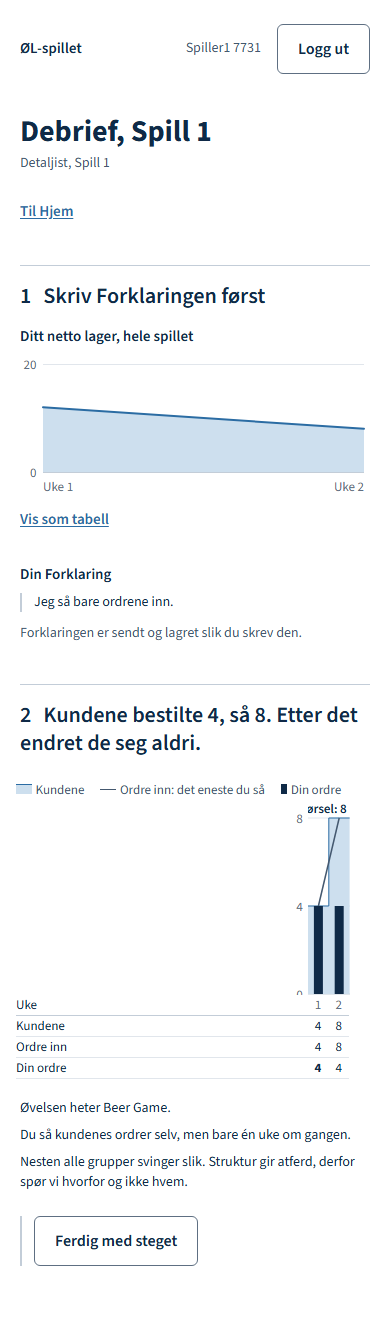 ØL-spillet
Spiller1 7731
Logg ut
Debrief, Spill 1
Detaljist, Spill 1
Til Hjem
1 Skriv Forklaringen først
Ditt netto lager, hele spillet
20
0
Uke 1
Uke 2
Vis som tabell
Din Forklaring
Jeg så bare ordrene inn.
Forklaringen er sendt og lagret slik du skrev den.
2 Kundene bestilte 4, så 8. Etter det
endret de seg aldri.
Kundene
Ordre inn: det eneste du så
Din ordre
ørsel: 8
8
4
0
Uke 1 2
Kundene 4 8
Ordre inn 4 8
Din ordre 4 4
Øvelsen heter Beer Game.
Du så kundenes ordrer selv, men bare én uke om gangen.
Nesten alle grupper svinger slik. Struktur gir atferd, derfor
spør vi hvorfor og ikke hvem.
Ferdig med steget